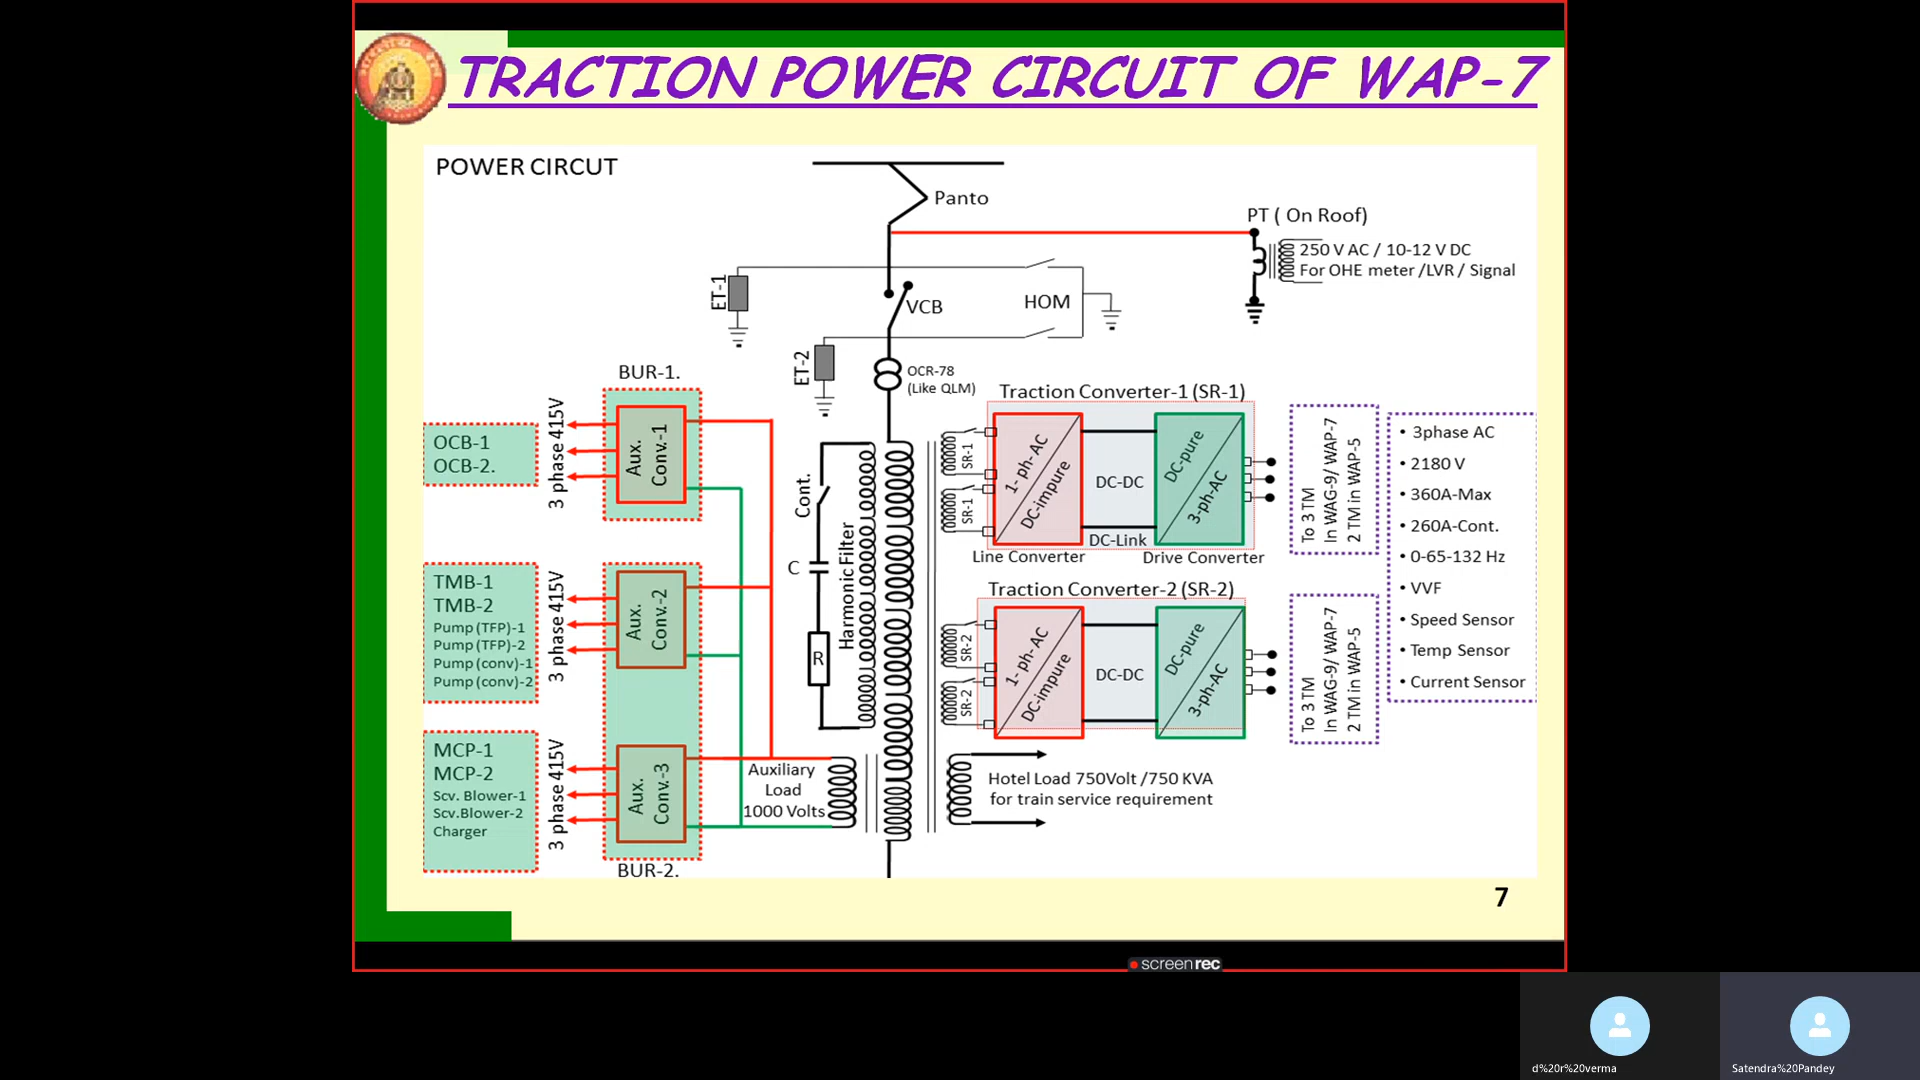 TRACTION POWER CIRCUIT OF WAP-7
POWER CIRCUT
Panto
PT ( On Roof)
250 V AC / 10-12 V DC
For OHE meter /LVR / Signal
ET-1
VCB
HOM
ET-2
OCR-78
(Like QLM)
BUR-1.
OCB-1
OCB-2.
3 phase 415V
Aux.
Conv.-1
TMB-1
TMB-2
Pump (TFP)-1
Pump (TFP)-2
Pump (conv)-1
Pump (conv)-2
3 phase 415V
Aux.
Conv.-2
MCP-1
MCP-2
Scv. Blower-1
Scv.Blower-2
Charger
3 phase 415V
Aux.
Conv.-3
BUR-2.
Cont.
C
R
Harmonic Filter
Auxiliary
Load
1000 Volts
Traction Converter-1 (SR-1)
SR-1
SR-1
1- ph- AC
DC-impure
DC-DC
DC-Link
DC-pure
3-ph-AC
Line Converter
Drive Converter
To 3 TM
In WAG-9/ WAP-7
2 TM in WAP-5
Traction Converter-2 (SR-2)
SR-2
SR-2
1- ph- AC
DC-impure
DC-DC
DC-pure
3-ph-AC
To 3 TM
In WAG-9/ WAP-7
2 TM in WAP-5
Hotel Load 750Volt /750 KVA
for train service requirement
• 3phase AC
• 2180 V
• 360A-Max
• 260A-Cont.
• 0-65-132 Hz
• VVF
• Speed Sensor
• Temp Sensor
• Current Sensor
7
screenrec
d%20r%20verma
Satendra%20Pandey